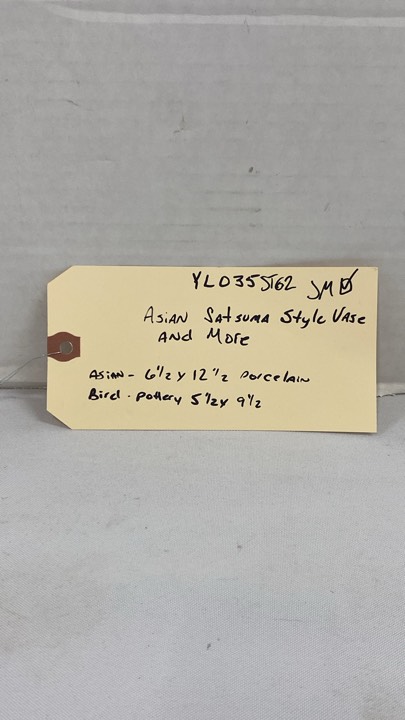 YL035ST62 JM ☑
Asian Satsuma Style Vase
and More
Asian - 6 1/2 x 12 1/2 Porcelain
Bird - Pottery 5 1/2 x 9 1/2